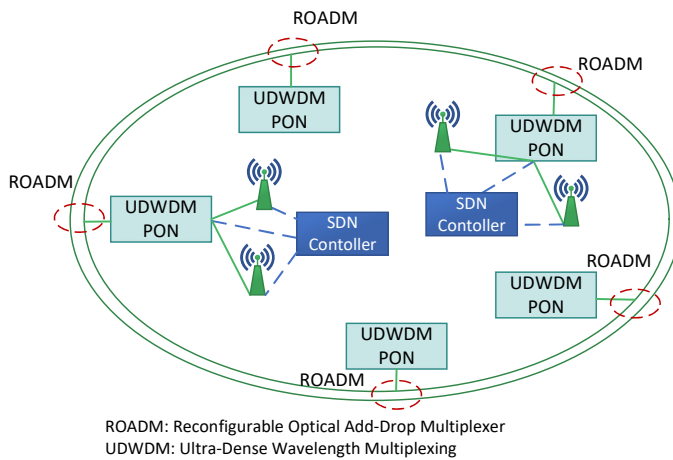 ROADM
UDWDM
PON
ROADM
UDWDM
PON
ROADM
UDWDM
PON
SDN
Contoller
SDN
Contoller
ROADM
UDWDM
PON
ROADM
UDWDM
PON
ROADM: Reconfigurable Optical Add-Drop Multiplexer
UDWDM: Ultra-Dense Wavelength Multiplexing